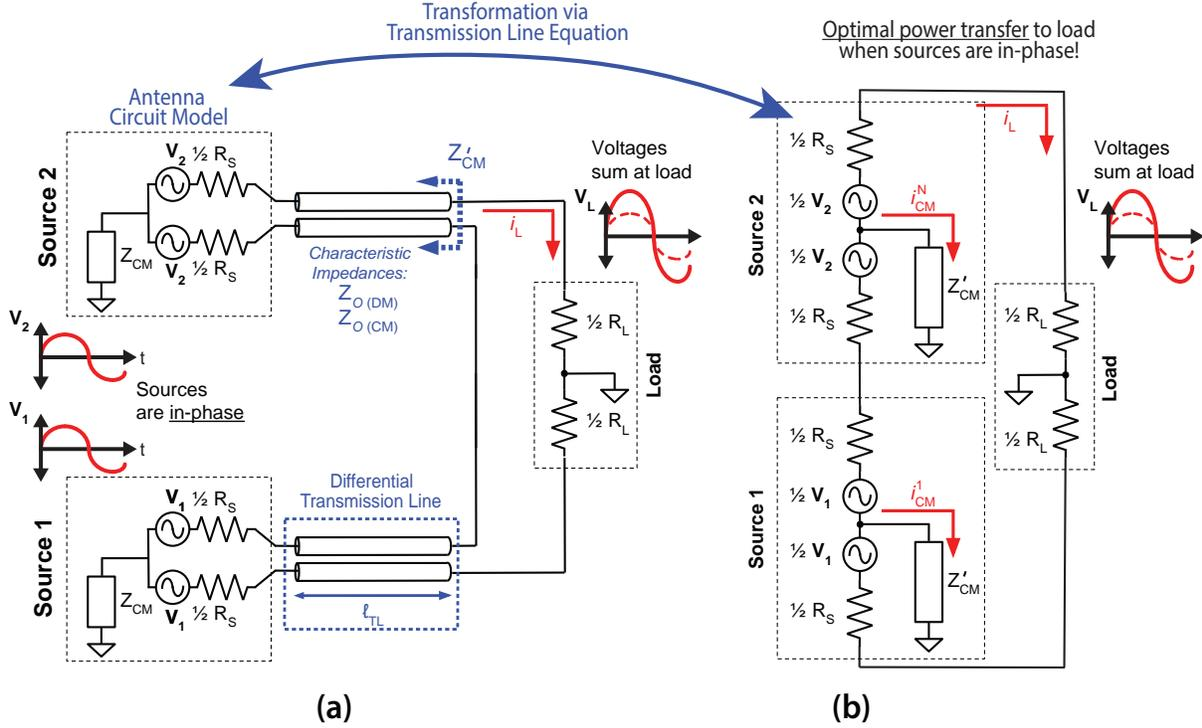 Transformation via
Transmission Line Equation
Optimal power transfer to load
when sources are in-phase!
Antenna
Circuit Model
Source 2
V2 ½ RS
ZCM
V2 ½ RS
Z′CM
Characteristic
Impedances:
ZO (DM)
ZO (CM)
iL
Voltages
sum at load
VL
½ RL
½ RL
Load
V2
t
Sources
are in-phase
V1
t
Source 1
V1 ½ RS
ZCM
V1 ½ RS
Differential
Transmission Line
ℓTL
(a)
Source 2
½ RS
½ V2
½ V2
½ RS
iNCM
Z′CM
iL
Voltages
sum at load
VL
½ RL
½ RL
Load
Source 1
½ RS
½ V1
½ V1
½ RS
i1CM
Z′CM
(b)